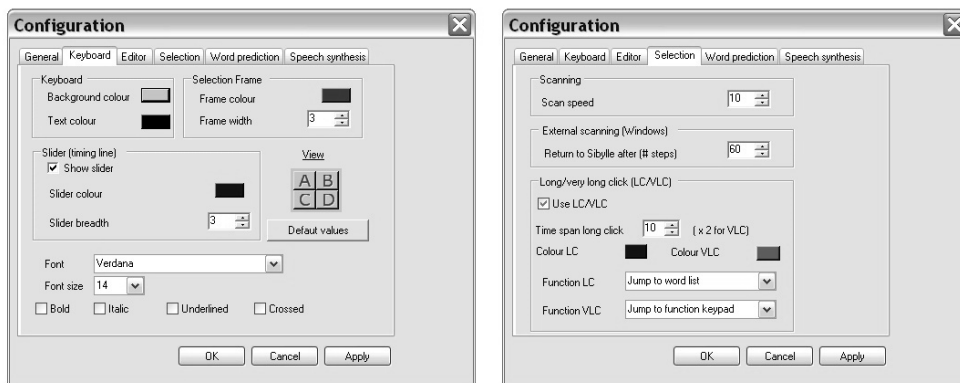 Configuration
General Keyboard Editor Selection Word prediction Speech synthesis
Keyboard
Background colour
Text colour
Selection Frame
Frame colour
Frame width 3
Slider (timing line)
Show slider
Slider colour
Slider breadth 3
View
A B
C D
Defaut values
Font Verdana
Font size 14
Bold Italic Underlined Crossed
OK Cancel Apply
Configuration
General Keyboard Editor Selection Word prediction Speech synthesis
Scanning
Scan speed 10
External scanning (Windows)
Return to Sibylle after (# steps) 60
Long/very long click (LC/VLC)
Use LC/VLC
Time span long click 10 ( x 2 for VLC)
Colour LC Colour VLC
Function LC Jump to word list
Function VLC Jump to function keypad
OK Cancel Apply